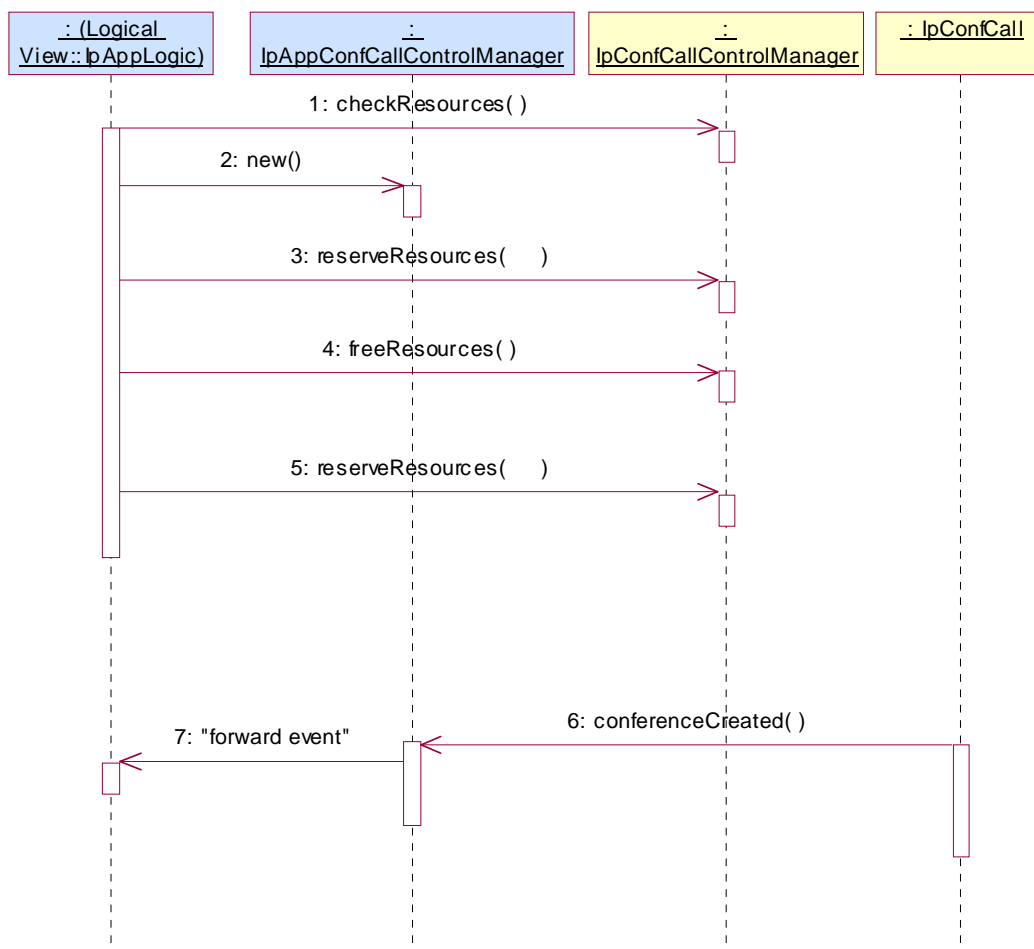 : (Logical
View::IpAppLogic)
:
IpAppConfCallControlManager
:
IpConfCallControlManager
: IpConfCall
1: checkResources( )
2: new()
3: reserveResources( )
4: freeResources( )
5: reserveResources( )
6: conferenceCreated( )
7: "forward event"